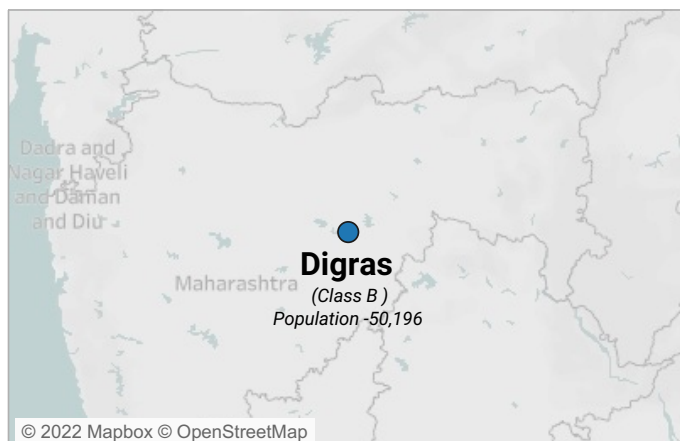 Dadra and
Nagar Haveli
and Daman
and Diu
Digras
Maharashtra
(Class B )
Population -50,196
© 2022 Mapbox © OpenStreetMap